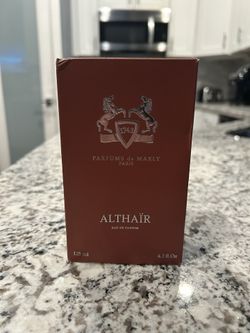 1743
PARFUMS de MARLY
PARIS
ALTHAÏR
EAU DE PARFUM
125 ml 4.2 fl.Oz